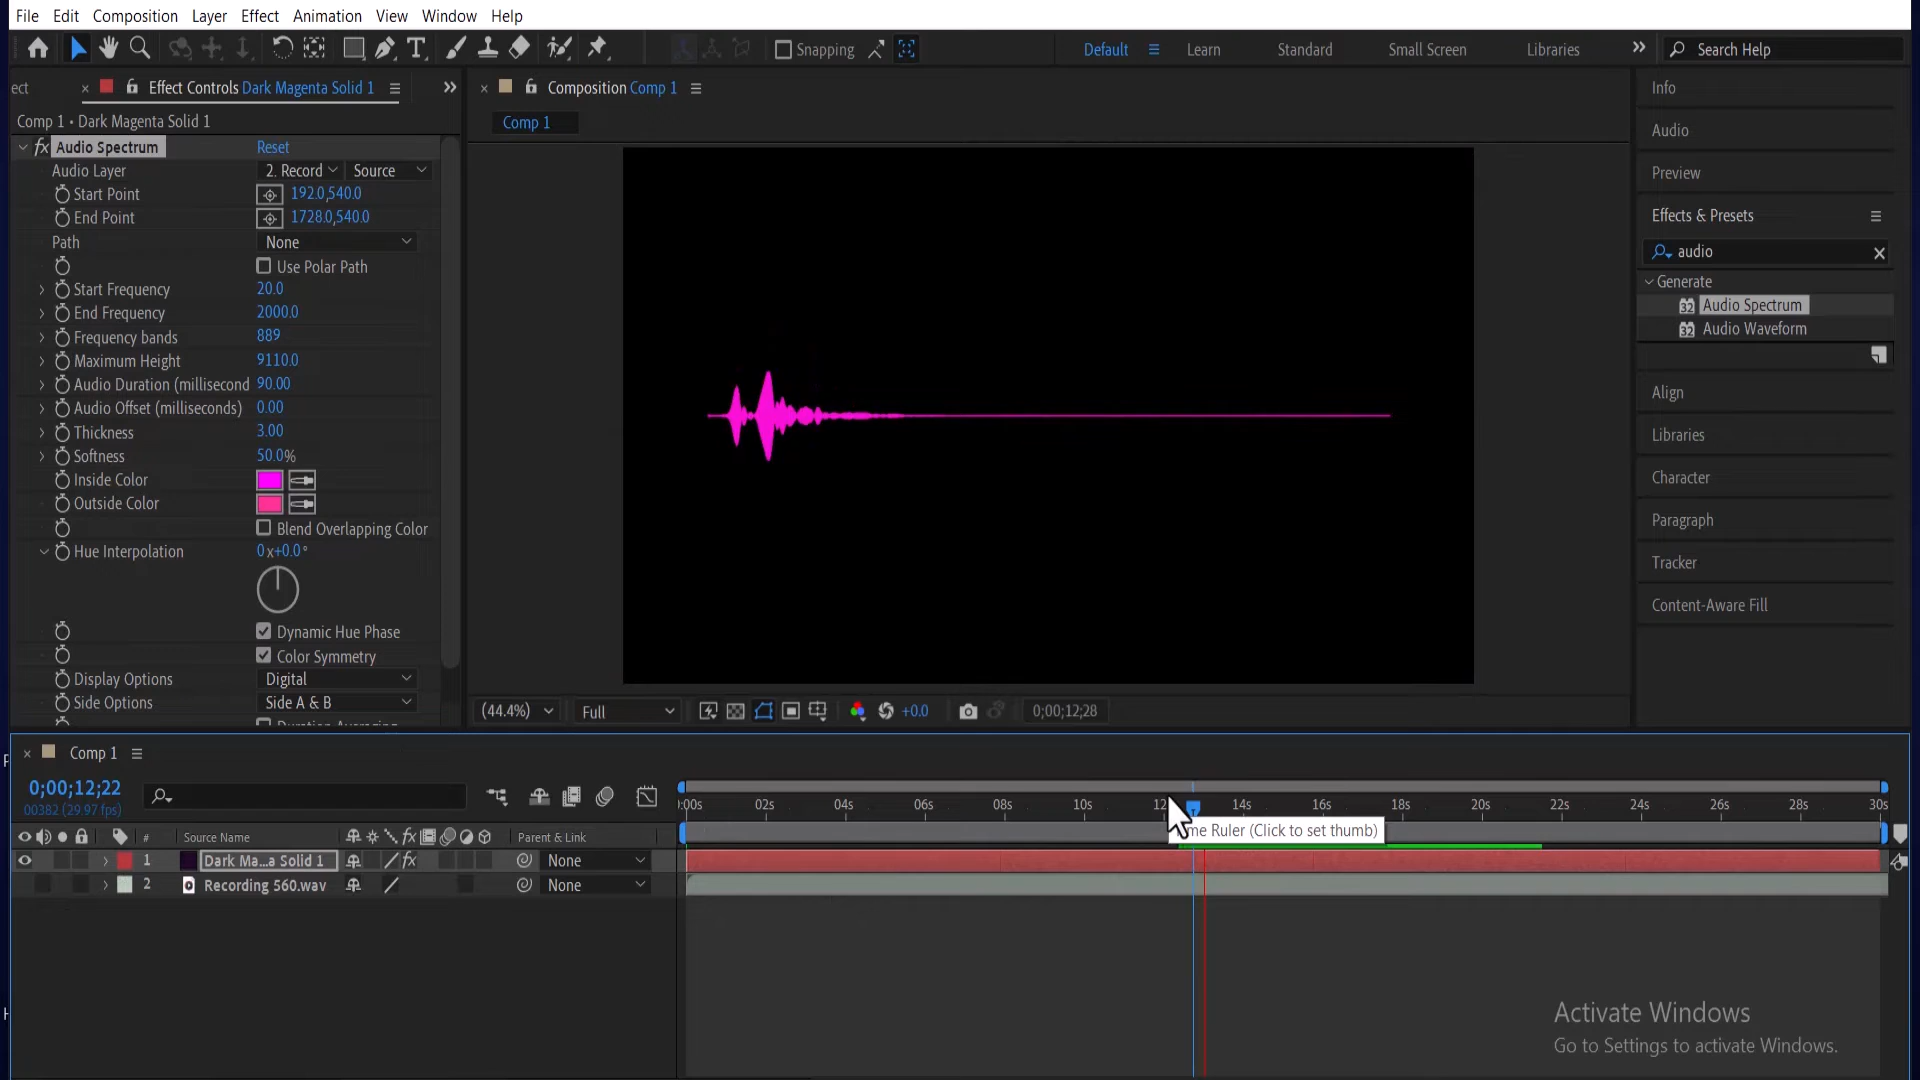 File Edit Composition Layer Effect Animation View Window Help
Snapping
Default Learn Standard Small Screen Libraries
Search Help
ect
Effect Controls Dark Magenta Solid 1
Comp 1 • Dark Magenta Solid 1
fx Audio Spectrum Reset
Audio Layer 2. Record Source
Start Point 192.0,540.0
End Point 1728.0,540.0
Path None
Use Polar Path
Start Frequency 20.0
End Frequency 2000.0
Frequency bands 889
Maximum Height 9110.0
Audio Duration (millisecond 90.00
Audio Offset (milliseconds) 0.00
Thickness 3.00
Softness 50.0%
Inside Color
Outside Color
Blend Overlapping Color
Hue Interpolation 0x+0.0°
Dynamic Hue Phase
Color Symmetry
Display Options Digital
Side Options Side A & B
Duration Averaging
Composition Comp 1
Comp 1
(44.4%) Full +0.0 0;00;12;28
Info
Audio
Preview
Effects & Presets
audio
Generate
32 Audio Spectrum
32 Audio Waveform
Align
Libraries
Character
Paragraph
Tracker
Content-Aware Fill
Comp 1
0;00;12;22
00382 (29.97 fps)
:00s 02s 04s 06s 08s 10s 12 14s 16s 18s 20s 22s 24s 26s 28s 30s
me Ruler (Click to set thumb)
# Source Name fx Parent & Link
1 Dark Ma...a Solid 1 fx None
2 Recording 560.wav None
Activate Windows
Go to Settings to activate Windows.